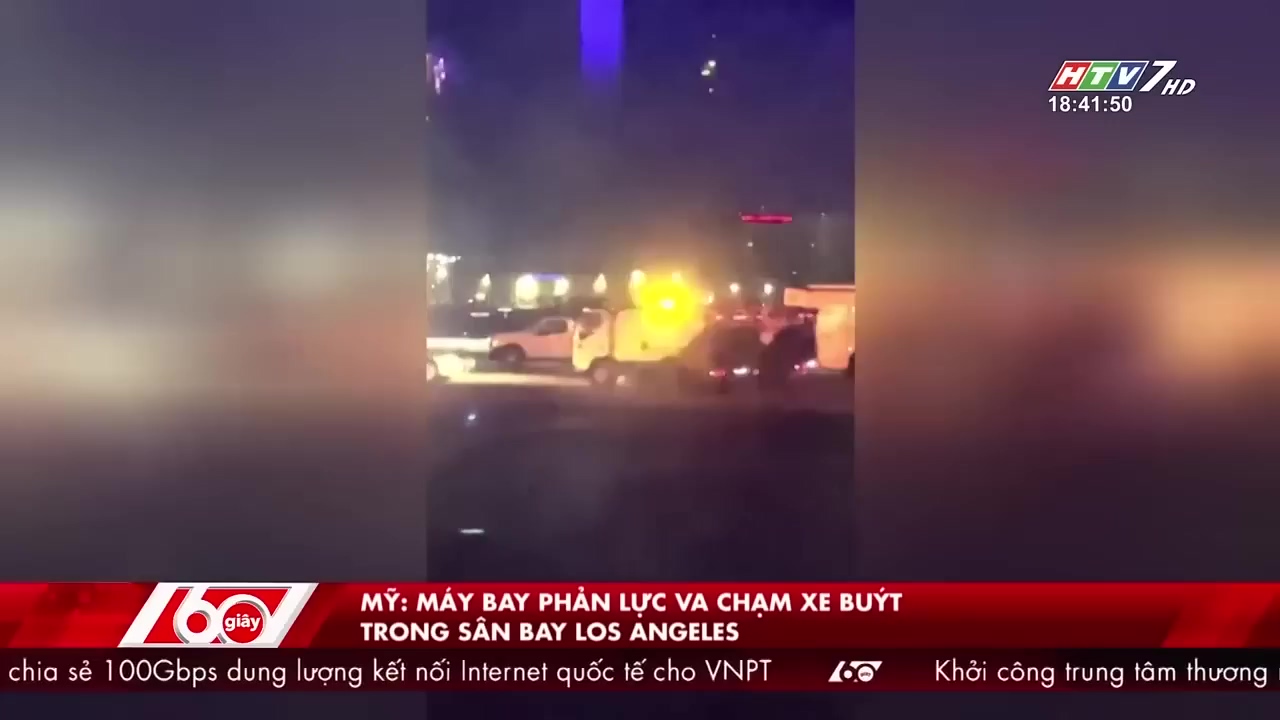 HTV7 HD
18:41:50
60 giây
MỸ: MÁY BAY PHẢN LỰC VA CHẠM XE BUÝT
TRONG SÂN BAY LOS ANGELES
chia sẻ 100Gbps dung lượng kết nối Internet quốc tế cho VNPT 60 giây Khởi công trung tâm thương